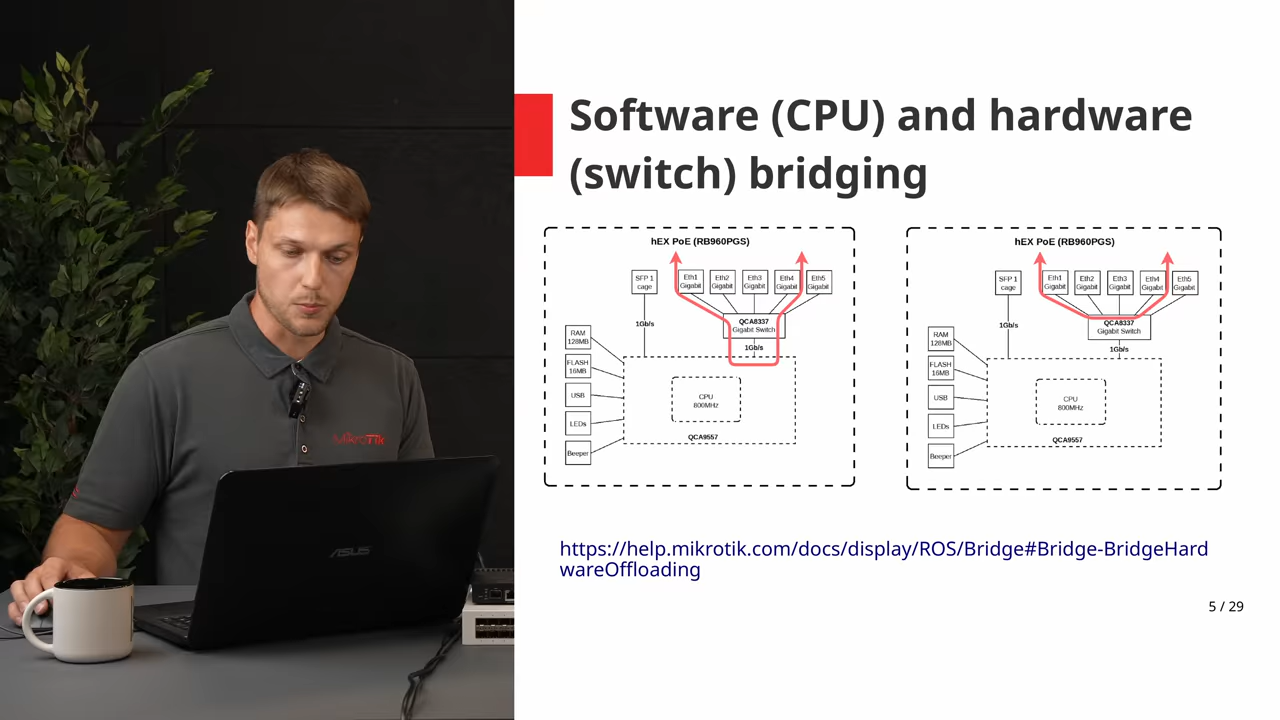 Software (CPU) and hardware
(switch) bridging
hEX PoE (RB960PGS)
SFP 1
cage
Eth1
Gigabit
Eth2
Gigabit
Eth3
Gigabit
Eth4
Gigabit
Eth5
Gigabit
QCA8337
Gigabit Switch
1Gb/s
1Gb/s
RAM
128MB
FLASH
16MB
USB
LEDs
Beeper
CPU
800MHz
QCA9557
hEX PoE (RB960PGS)
SFP 1
cage
Eth1
Gigabit
Eth2
Gigabit
Eth3
Gigabit
Eth4
Gigabit
Eth5
Gigabit
QCA8337
Gigabit Switch
1Gb/s
1Gb/s
RAM
128MB
FLASH
16MB
USB
LEDs
Beeper
CPU
800MHz
QCA9557
https://help.mikrotik.com/docs/display/ROS/Bridge#Bridge-BridgeHard
wareOffloading
5 / 29
MikroTik
ASUS